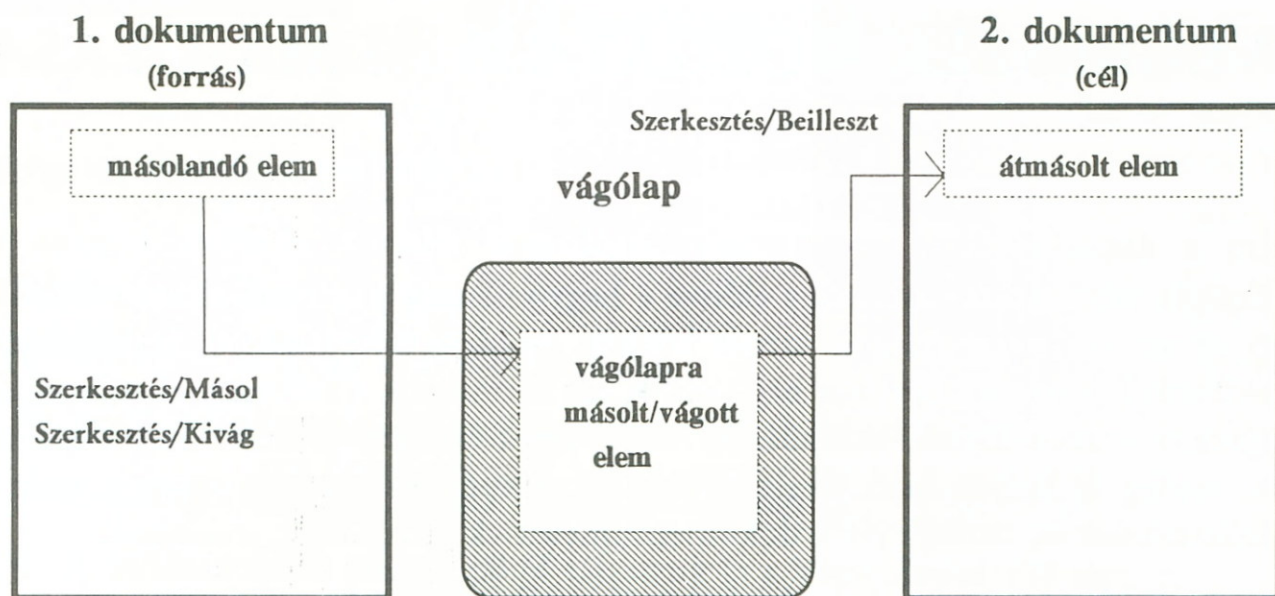 1. dokumentum
(forrás)
másolandó elem
Szerkesztés/Másol
Szerkesztés/Kivág
vágólap
vágólapra
másolt/vágott
elem
Szerkesztés/Beilleszt
2. dokumentum
(cél)
átmásolt elem